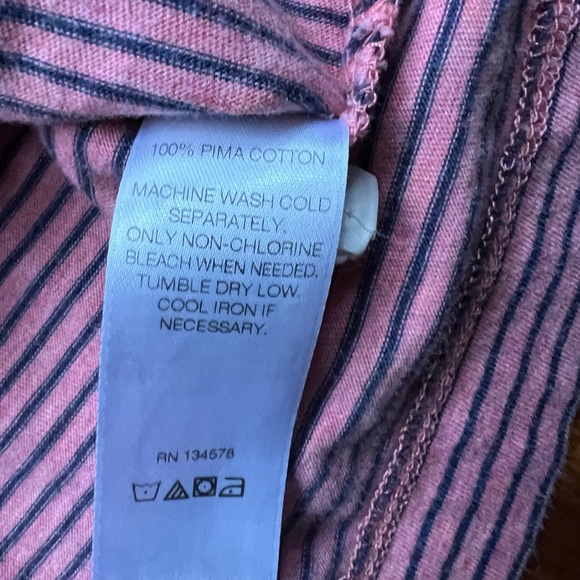 100% PIMA COTTON
MACHINE WASH COLD
SEPARATELY.
ONLY NON-CHLORINE
BLEACH WHEN NEEDED.
TUMBLE DRY LOW.
COOL IRON IF
NECESSARY.
RN 134578